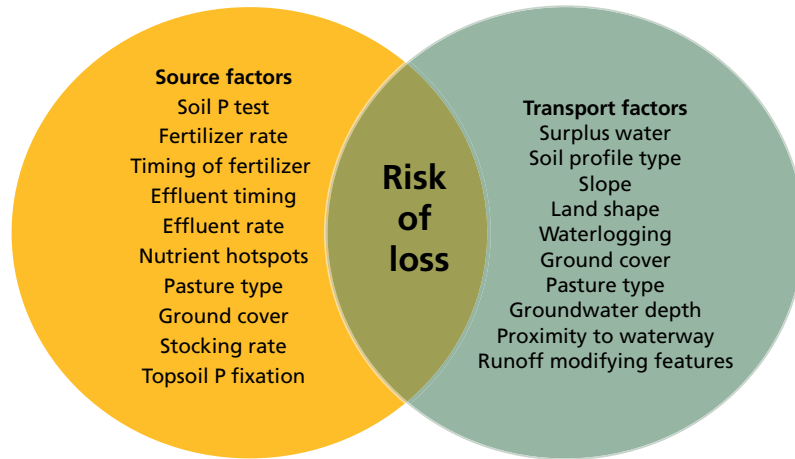 Source factors
Soil P test
Fertilizer rate
Timing of fertilizer
Effluent timing
Effluent rate
Nutrient hotspots
Pasture type
Ground cover
Stocking rate
Topsoil P fixation
Risk
of
loss
Transport factors
Surplus water
Soil profile type
Slope
Land shape
Waterlogging
Ground cover
Pasture type
Groundwater depth
Proximity to waterway
Runoff modifying features